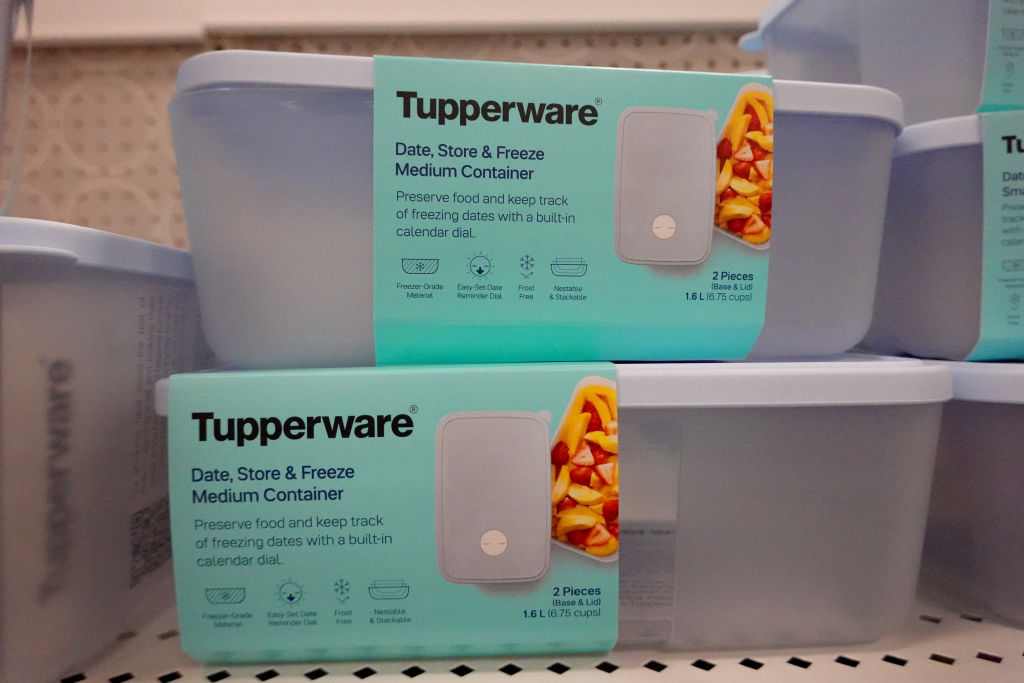 Tupperware®
Date, Store & Freeze
Medium Container
Preserve food and keep track
of freezing dates with a built-in
calendar dial.
Freezer-Grade
Material
Easy-Set Date
Reminder Dial
Frost
Free
Nestable
& Stackable
2 Pieces
(Base & Lid)
1.6 L (6.75 cups)
Tupperware®
Date, Store & Freeze
Medium Container
Preserve food and keep track
of freezing dates with a built-in
calendar dial.
Freezer-Grade
Material
Easy-Set Date
Reminder Dial
Frost
Free
Nestable
& Stackable
2 Pieces
(Base & Lid)
1.6 L (6.75 cups)
Tupperware